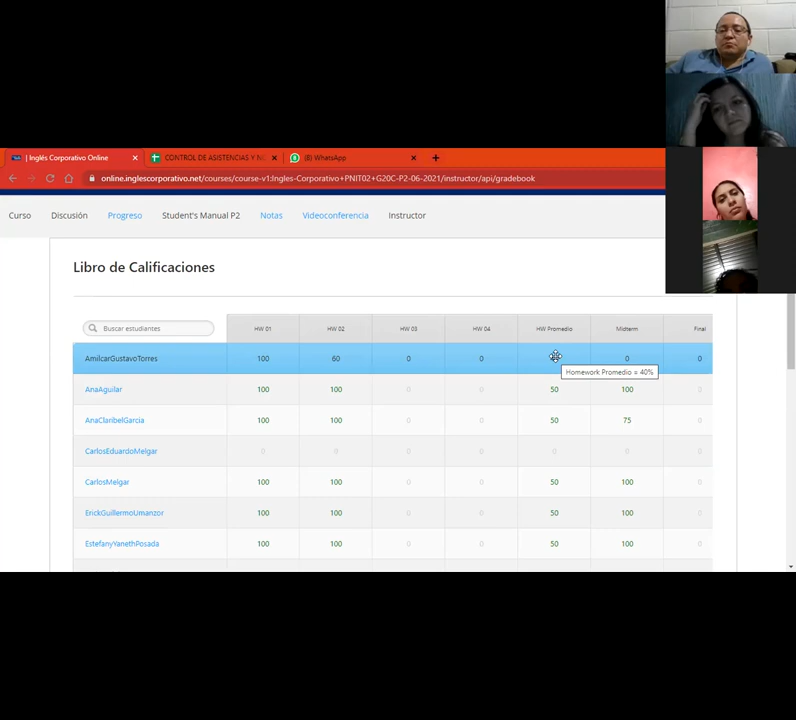 | Inglés Corporativo Online
CONTROL DE ASISTENCIAS Y N
(8) WhatsApp
online.inglescorporativo.net/courses/course-v1:Ingles-Corporativo+PNIT02+G20C-P2-06-2021/instructor/api/gradebook
Curso Discusión Progreso Student's Manual P2 Notas Videoconferencia Instructor
Libro de Calificaciones
Buscar estudiantes HW 01 HW 02 HW 03 HW 04 HW Promedio Midterm Final
AmilcarGustavoTorres 100 60 0 0 0 0
Homework Promedio = 40%
AnaAguilar 100 100 0 0 50 100 0
AnaClaribelGarcia 100 100 0 0 50 75 0
CarlosEduardoMelgar 0 0 0 0 0 0 0
CarlosMelgar 100 100 0 0 50 100 0
ErickGuillermoUmanzor 100 100 0 0 50 100 0
EstefanyYanethPosada 100 100 0 0 50 100 0